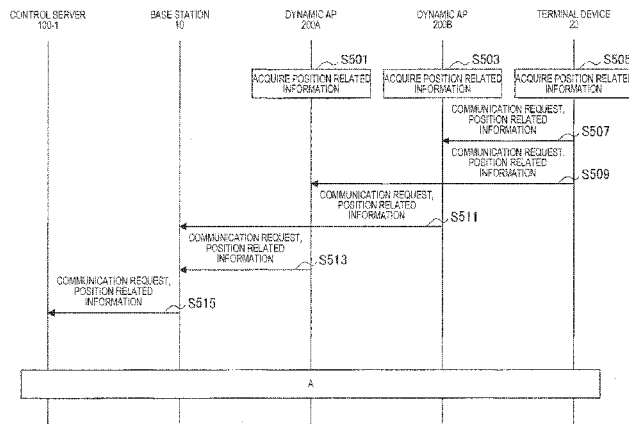 CONTROL SERVER
100-1
BASE STATION
10
DYNAMIC AP
200A
DYNAMIC AP
200B
TERMINAL DEVICE
20
S501
ACQUIRE POSITION RELATED
INFORMATION
S503
ACQUIRE POSITION RELATED
INFORMATION
S505
ACQUIRE POSITION RELATED
INFORMATION
COMMUNICATION REQUEST,
POSITION RELATED
INFORMATION
S507
COMMUNICATION REQUEST,
POSITION RELATED
INFORMATION
S509
COMMUNICATION REQUEST,
POSITION RELATED
INFORMATION
S511
COMMUNICATION REQUEST,
POSITION RELATED
INFORMATION
S513
COMMUNICATION REQUEST,
POSITION RELATED
INFORMATION
S515
A